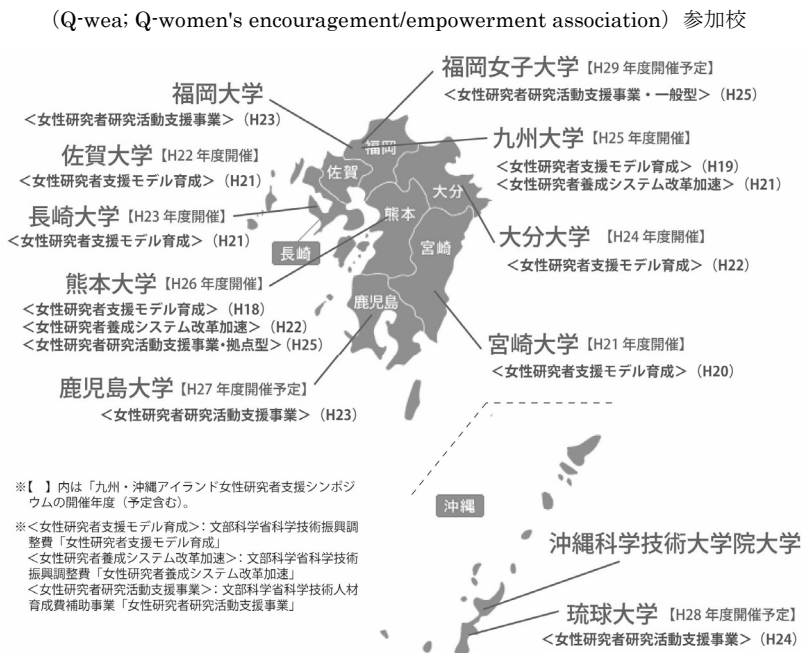 （Q-wea; Q-women's encouragement/empowerment association）参加校
福岡女子大学【H29 年度開催予定】
＜女性研究者研究活動支援事業・一般型＞（H25）
福岡大学
＜女性研究者研究活動支援事業＞（H23）
九州大学【H25 年度開催】
＜女性研究者支援モデル育成＞（H19）
＜女性研究者養成システム改革加速＞（H21）
佐賀大学【H22 年度開催】
＜女性研究者支援モデル育成＞（H21）
長崎大学【H23 年度開催】
＜女性研究者支援モデル育成＞（H21）
大分大学【H24 年度開催】
＜女性研究者支援モデル育成＞（H22）
熊本大学【H26 年度開催】
＜女性研究者支援モデル育成＞（H18）
＜女性研究者養成システム改革加速＞（H22）
＜女性研究者研究活動支援事業・拠点型＞（H25）
宮崎大学【H21 年度開催】
＜女性研究者支援モデル育成＞（H20）
鹿児島大学【H27 年度開催予定】
＜女性研究者研究活動支援事業＞（H23）
福岡
佐賀
大分
熊本
長崎
宮崎
鹿児島
沖縄
沖縄科学技術大学院大学
琉球大学【H28 年度開催予定】
＜女性研究者研究活動支援事業＞（H24）
※【　】内は「九州・沖縄アイランド女性研究者支援シンポジ
ウムの開催年度（予定含む）。
※＜女性研究者支援モデル育成＞：文部科学省科学技術振興調
整費「女性研究者支援モデル育成」
＜女性研究者養成システム改革加速＞：文部科学省科学技術
振興調整費「女性研究者養成システム改革加速」
＜女性研究者研究活動支援事業＞：文部科学省科学技術人材
育成費補助事業「女性研究者研究活動支援事業」